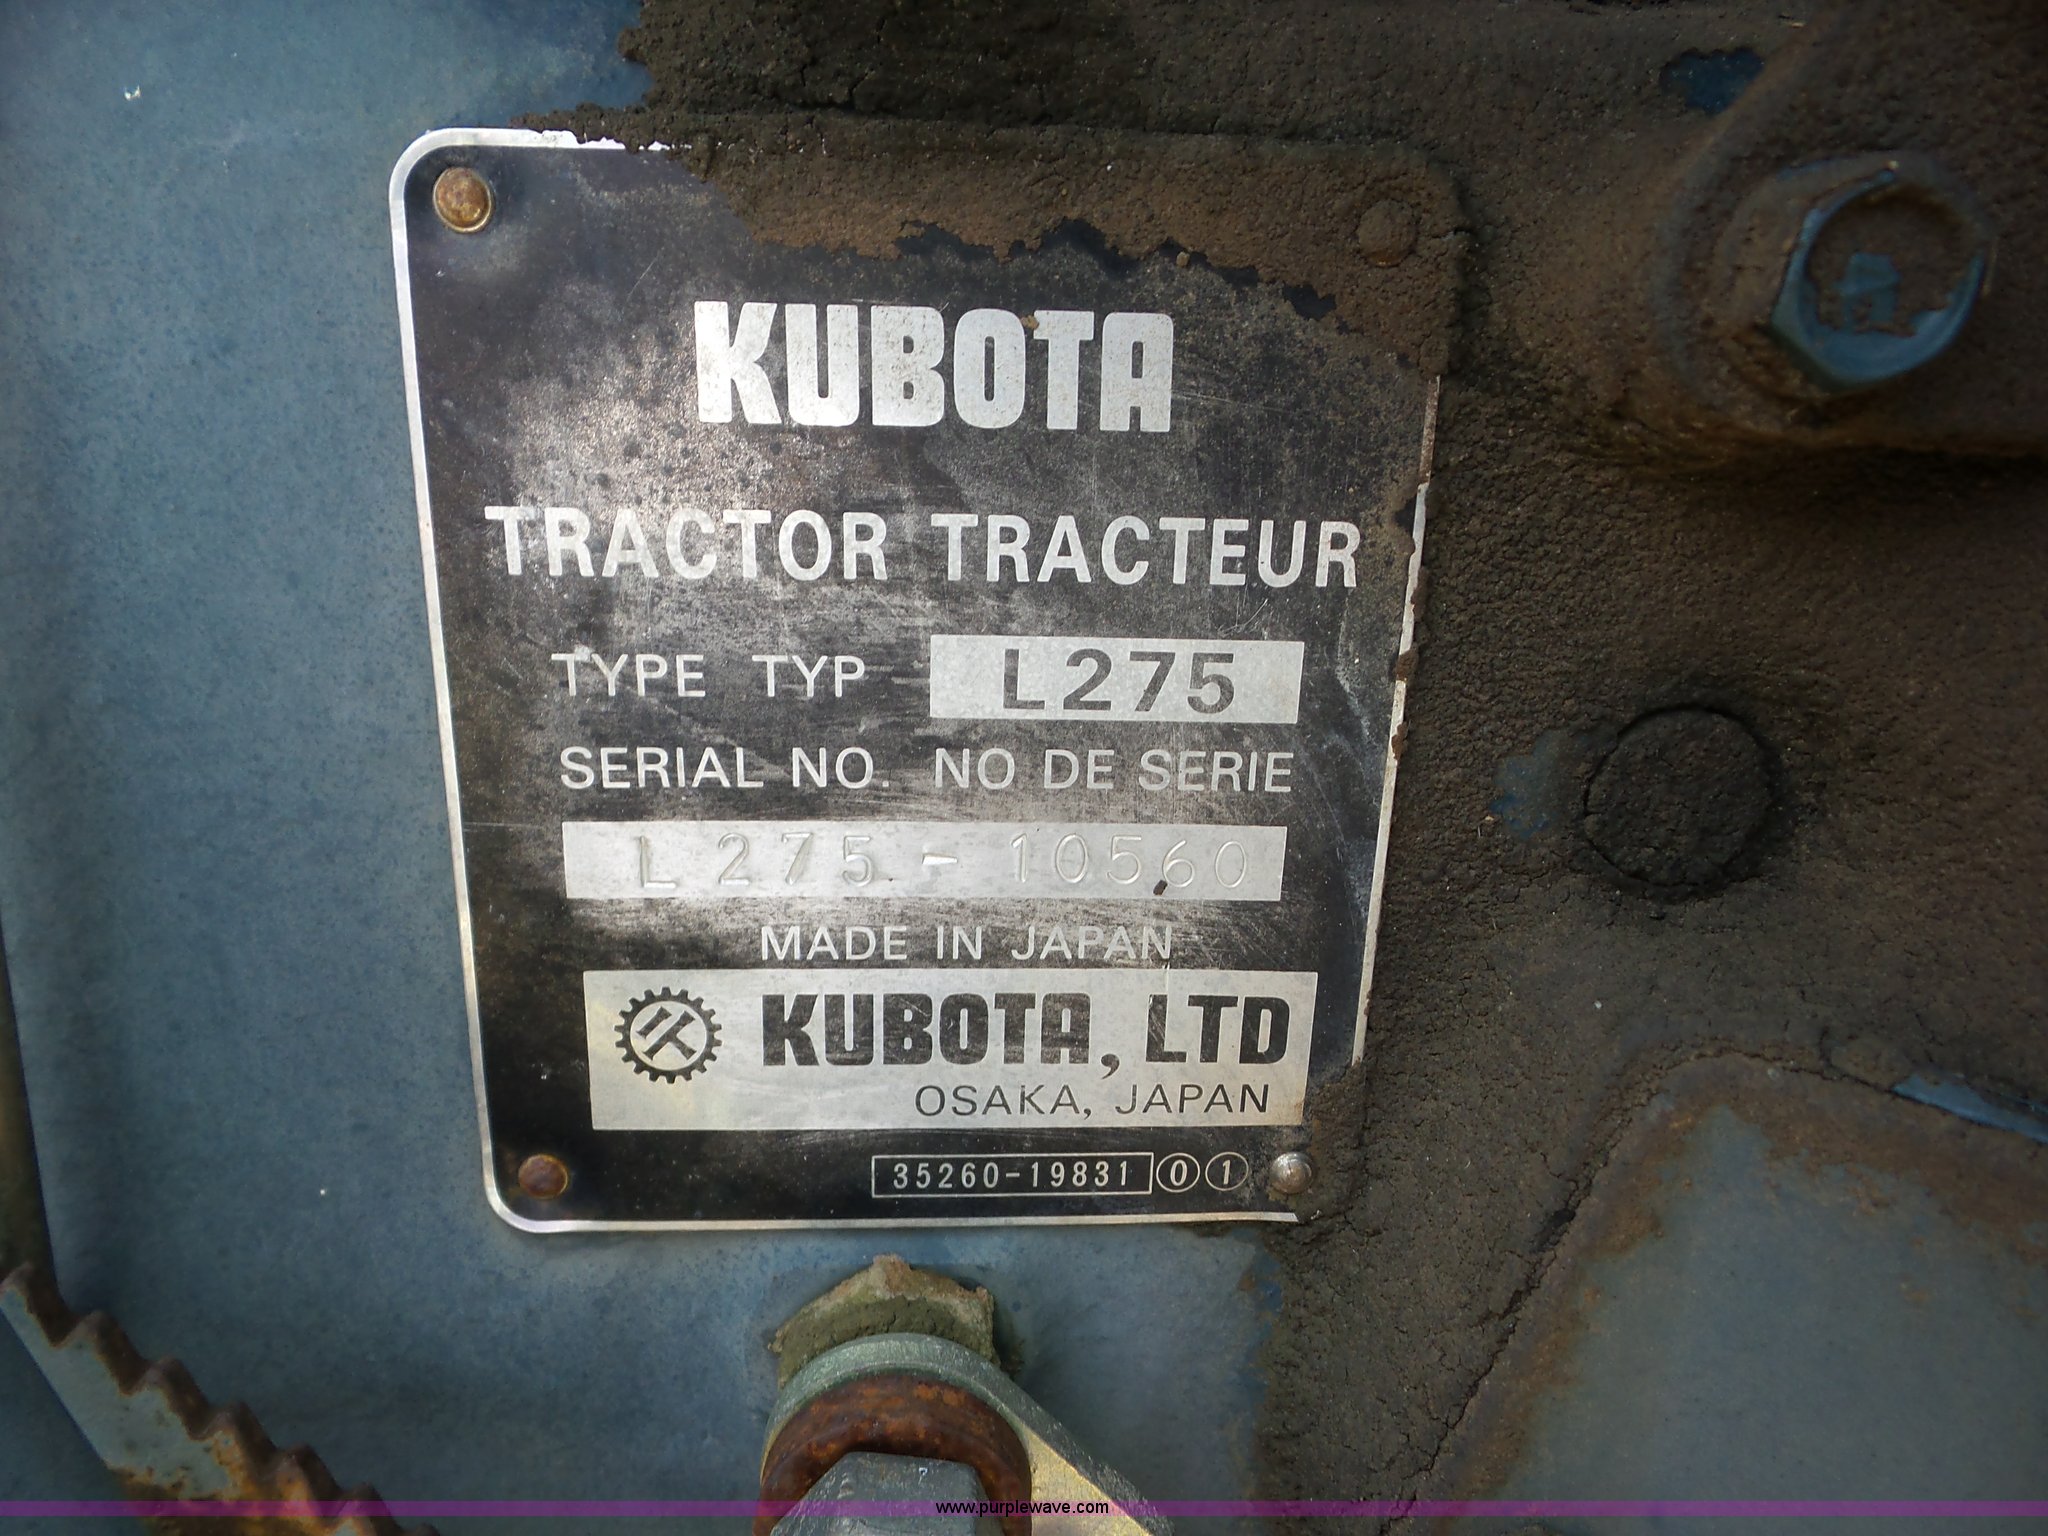 KUBOTA
TRACTOR TRACTEUR
TYPE TYP L275
SERIAL NO. NO DE SERIE
L275-10560
MADE IN JAPAN
KUBOTA, LTD
OSAKA, JAPAN
35260-19831 0 1
www.purplewave.com